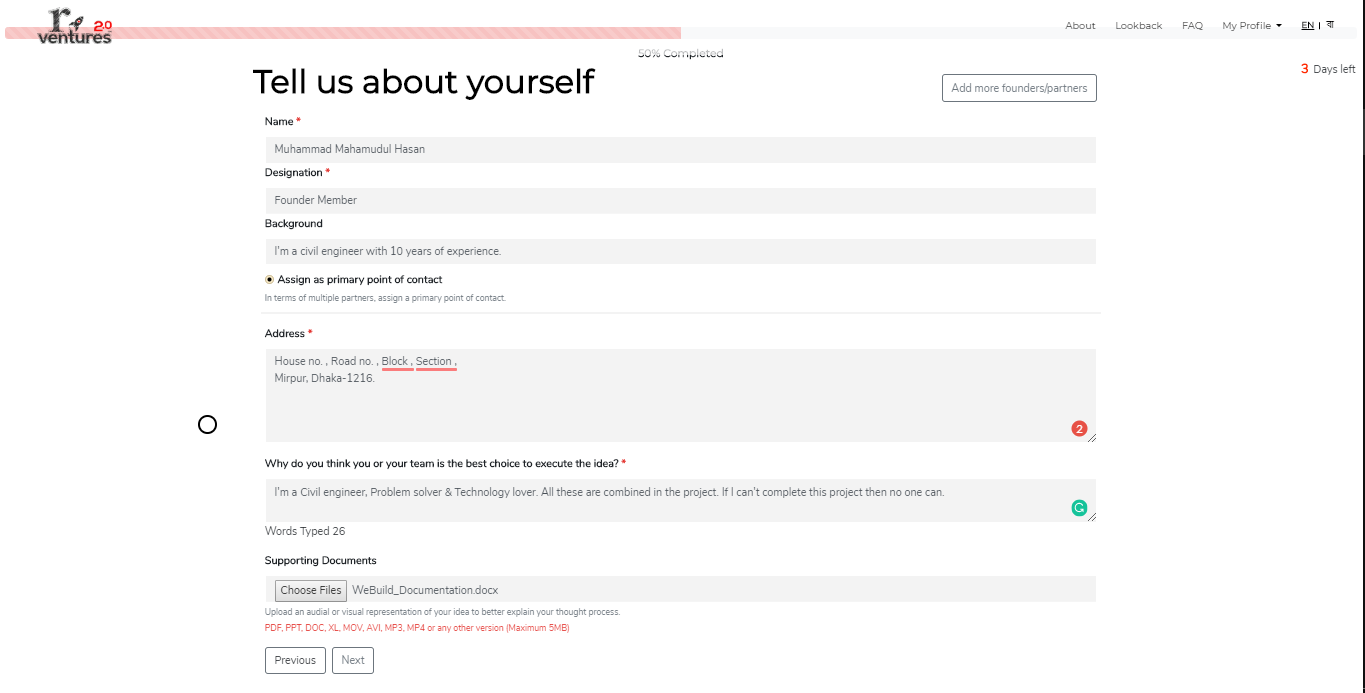 r
2.0
ventures
About Lookback FAQ My Profile EN | বা
50% Completed
3 Days left
Tell us about yourself
Add more founders/partners
Name *
Muhammad Mahamudul Hasan
Designation *
Founder Member
Background
I'm a civil engineer with 10 years of experience.
Assign as primary point of contact
In terms of multiple partners, assign a primary point of contact.
Address *
House no. , Road no. , Block , Section ,
Mirpur, Dhaka-1216.
2
Why do you think you or your team is the best choice to execute the idea? *
I'm a Civil engineer, Problem solver & Technology lover. All these are combined in the project. If I can't complete this project then no one can.
Words Typed 26
Supporting Documents
Choose Files WeBuild_Documentation.docx
Upload an audial or visual representation of your idea to better explain your thought process.
PDF, PPT, DOC, XL, MOV, AVI, MP3, MP4 or any other version (Maximum 5MB)
Previous Next